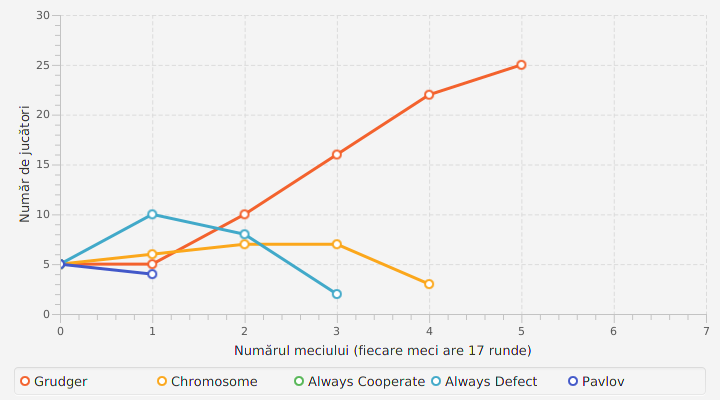 30
25
20
15
10
5
0
Număr de jucători
0 1 2 3 4 5 6 7
Numărul meciului (fiecare meci are 17 runde)
Grudger Chromosome Always Cooperate Always Defect Pavlov